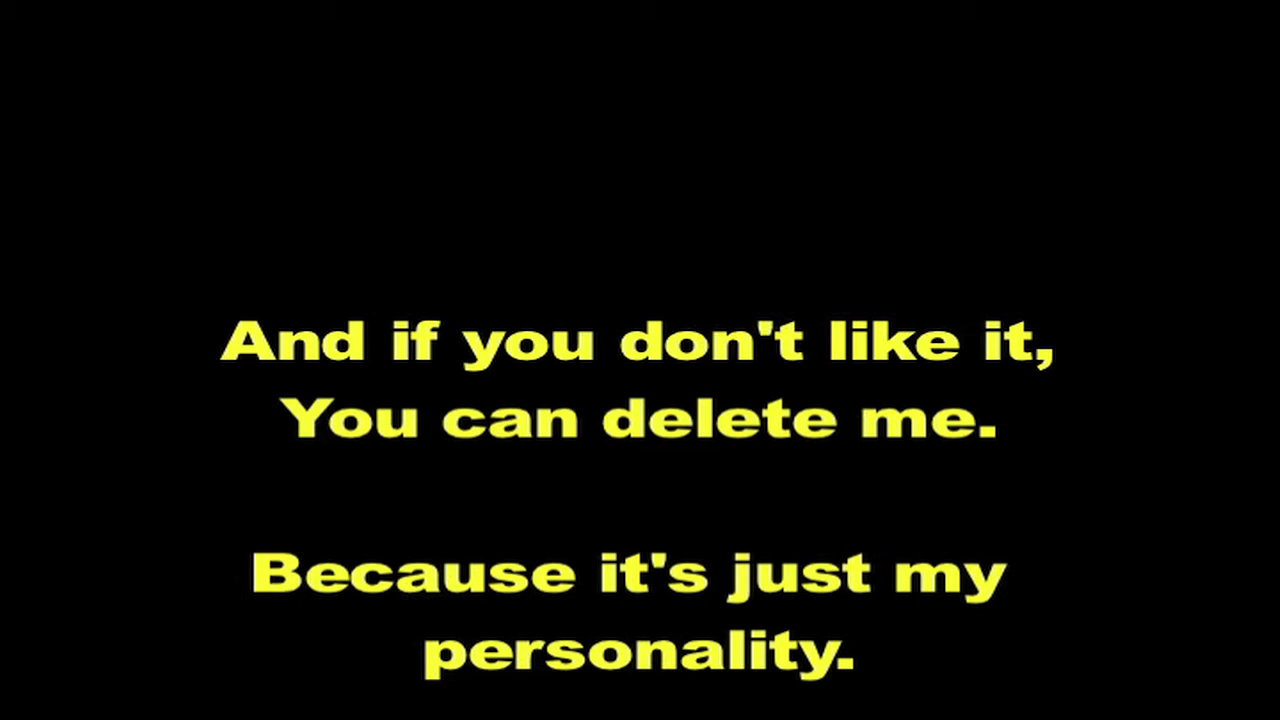 And if you don't like it,
You can delete me.
Because it's just my
personality.